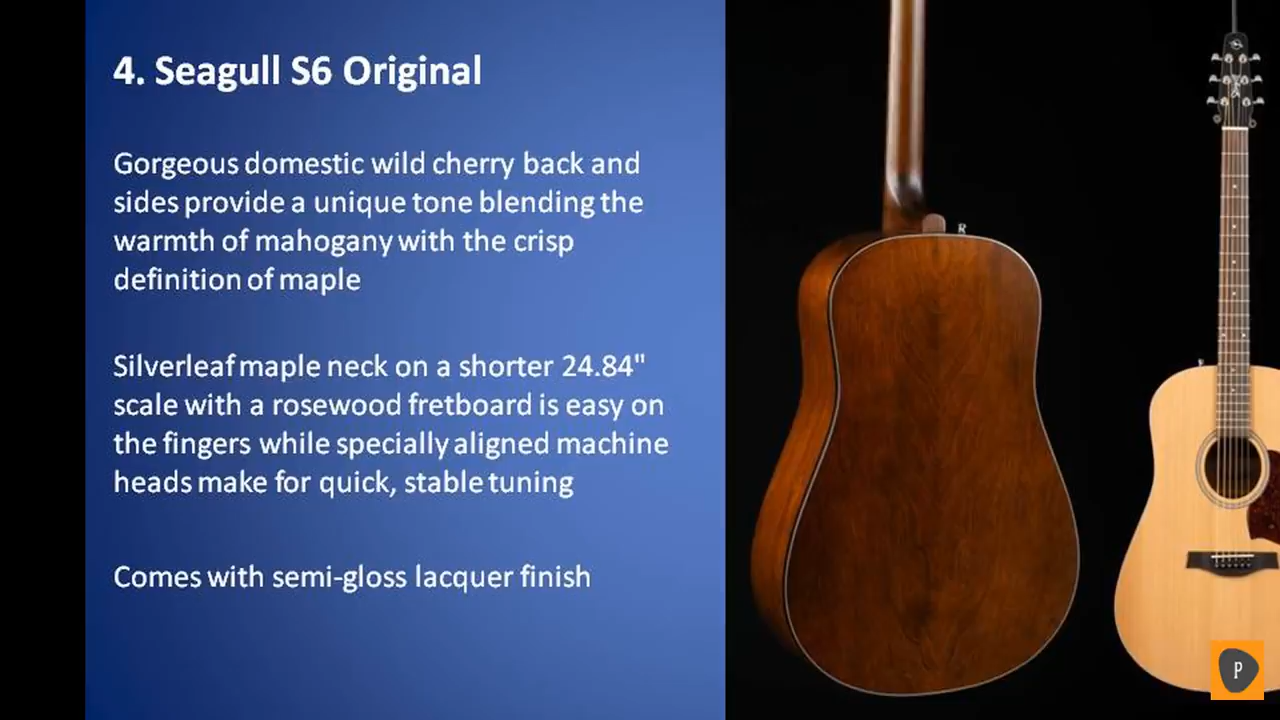 4. Seagull S6 Original
Gorgeous domestic wild cherry back and
sides provide a unique tone blending the
warmth of mahogany with the crisp
definition of maple
Silverleaf maple neck on a shorter 24.84"
scale with a rosewood fretboard is easy on
the fingers while specially aligned machine
heads make for quick, stable tuning
Comes with semi-gloss lacquer finish
P